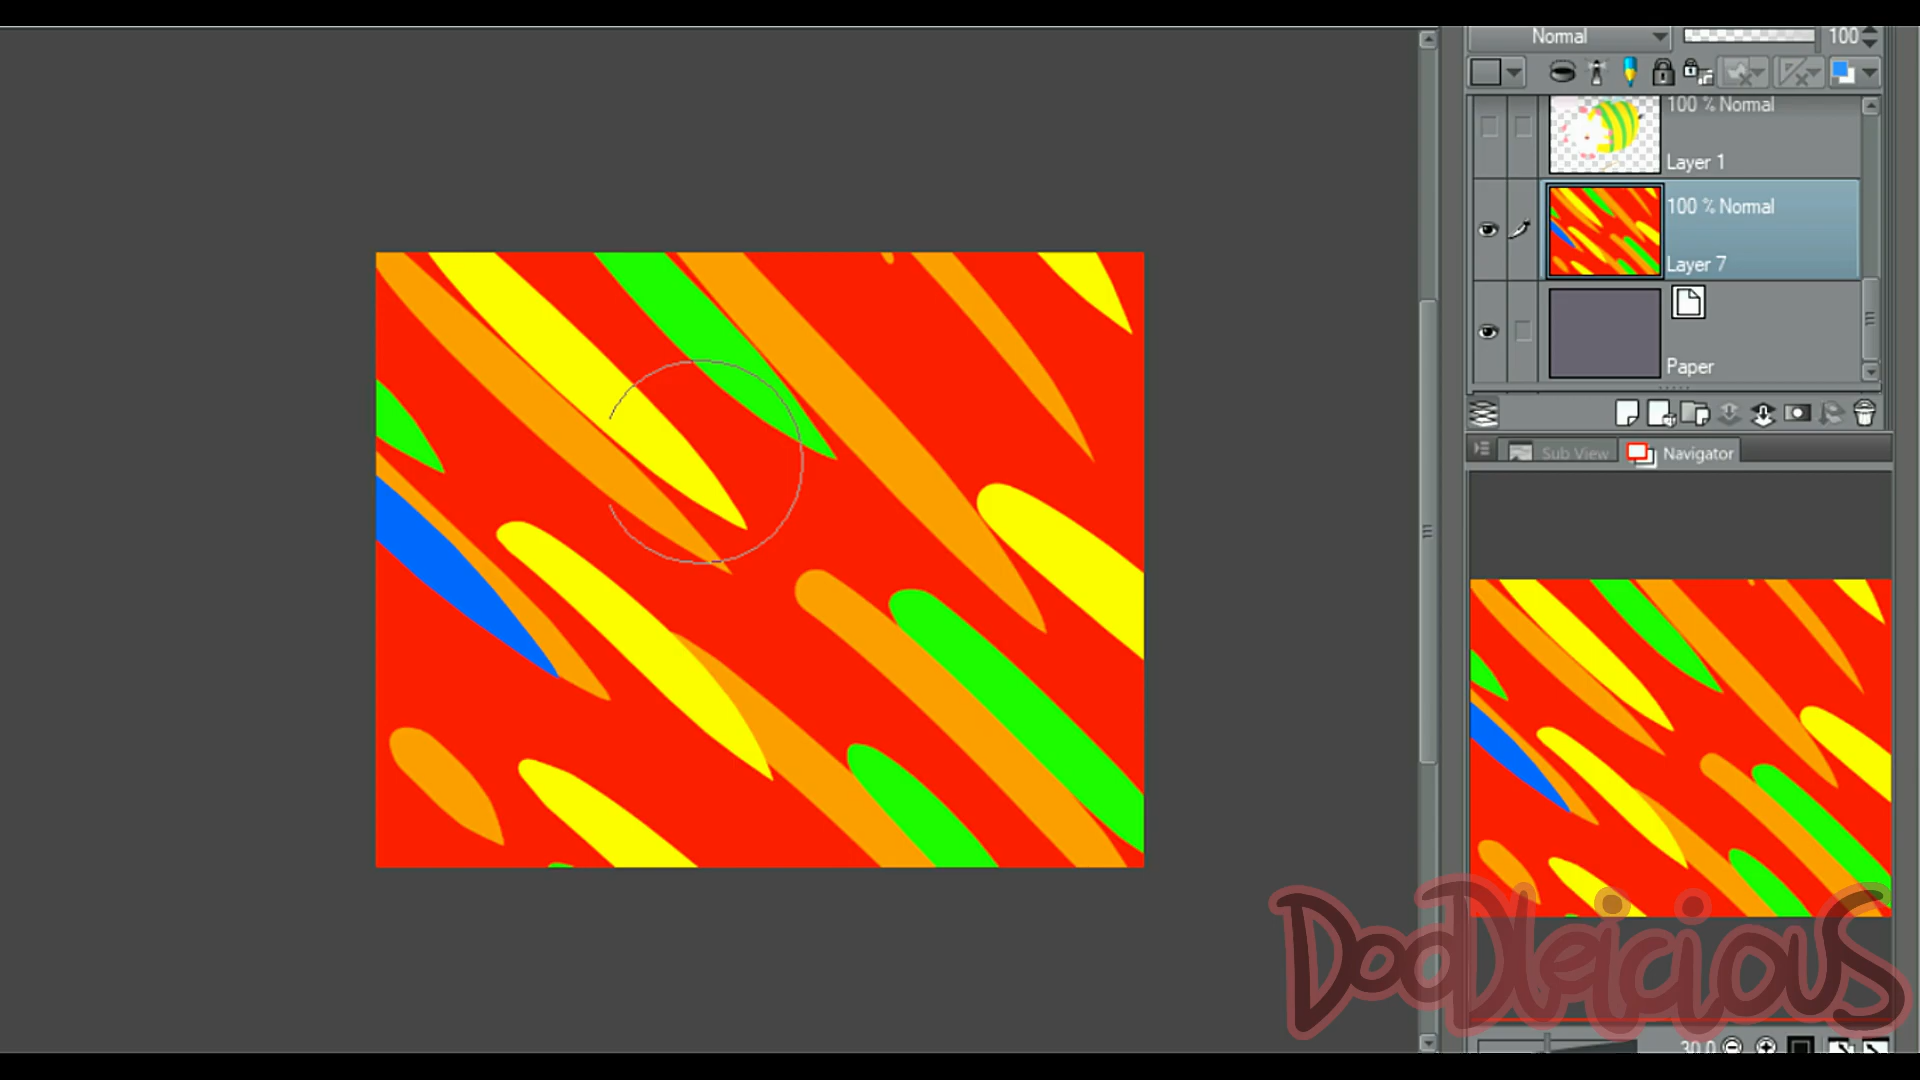 Normal
100
100 % Normal
Layer 1
100 % Normal
Layer 7
Paper
Sub View
Navigator
30.0
DooDleicious